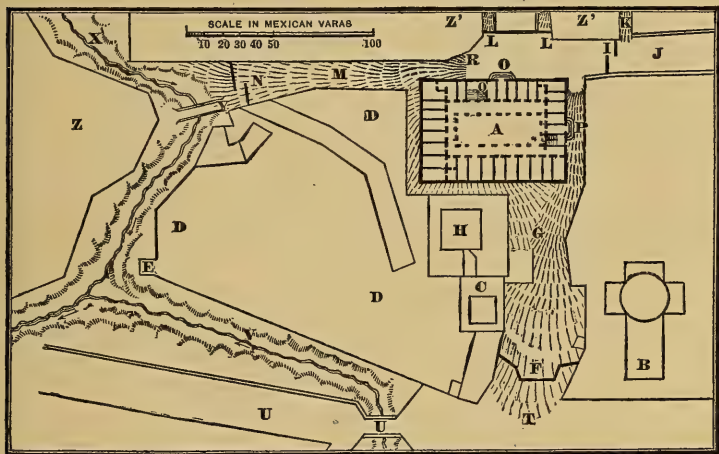 SCALE IN MEXICAN VARAS
10 20 30 40 50 100
X
Z' Z' K
L L I J
R O
N M
O
Z D A P
D H G
E D C
B
F
U U T